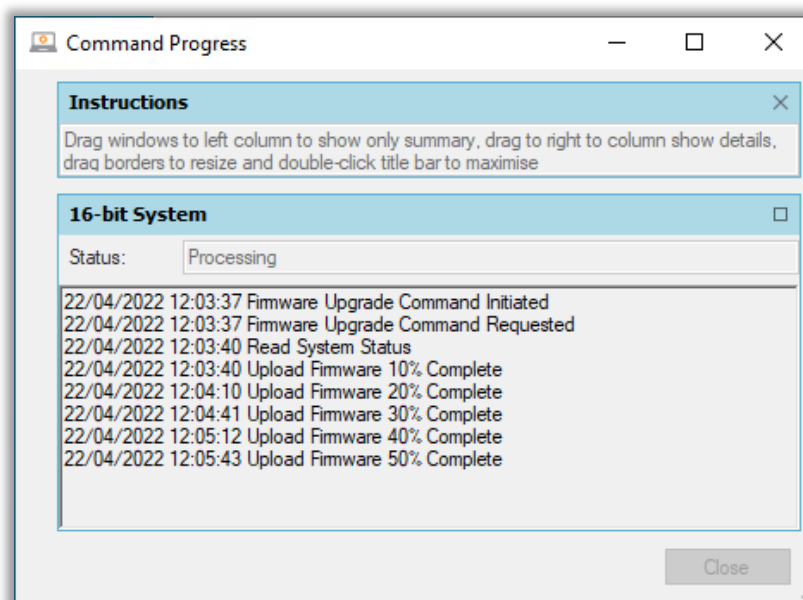 Command Progress
Instructions
Drag windows to left column to show only summary, drag to right to column show details,
drag borders to resize and double-click title bar to maximise
16-bit System
Status: Processing
22/04/2022 12:03:37 Firmware Upgrade Command Initiated
22/04/2022 12:03:37 Firmware Upgrade Command Requested
22/04/2022 12:03:40 Read System Status
22/04/2022 12:03:40 Upload Firmware 10% Complete
22/04/2022 12:04:10 Upload Firmware 20% Complete
22/04/2022 12:04:41 Upload Firmware 30% Complete
22/04/2022 12:05:12 Upload Firmware 40% Complete
22/04/2022 12:05:43 Upload Firmware 50% Complete
Close